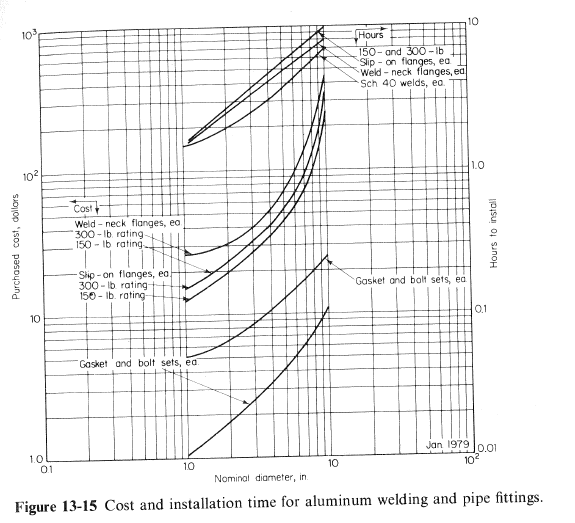 10³
10
Hours
150- and 300-lb
Slip-on flanges, ea.
Weld-neck flanges, ea.
Sch 40 welds, ea.
10²
1.0
Cost
Weld-neck flanges, ea.
300-lb rating
150-lb rating
Slip-on flanges, ea.
300-lb rating
150-lb rating
Gasket and bolt sets, ea.
10
0.1
Gasket and bolt sets, ea.
Jan 1979
1.0
0.01
0.1
1.0
10
10²
Purchased cost, dollars
Hours to install
Nominal diameter, in.
Figure 13-15 Cost and installation time for aluminum welding and pipe fittings.